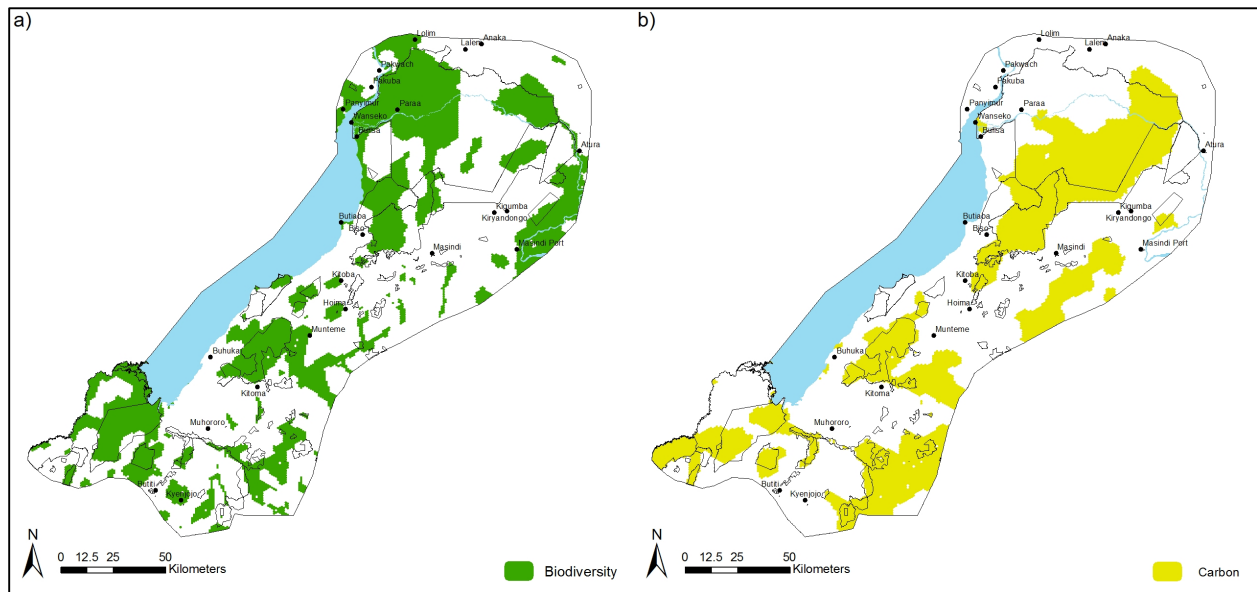 a)
Lolim
Anaka
Lalem
Pakwach
Pakuba
Panyimur
Paraa
Wanseko
Bulisa
Atura
Kigumba
Kiryandongo
Butiaba
Biso
Masindi
Masindi Port
Kitoba
Hoima
Munteme
Buhuka
Kitoma
Muhororo
Butiti
Kyenjojo
N
0 12.5 25 50
Kilometers
Biodiversity
b)
Lolim
Anaka
Lalem
Pakwach
Pakuba
Panyimur
Paraa
Wanseko
Bulisa
Atura
Kigumba
Kiryandongo
Butiaba
Biso
Masindi
Masindi Port
Kitoba
Hoima
Munteme
Buhuka
Kitoma
Muhororo
Butiti
Kyenjojo
N
0 12.5 25 50
Kilometers
Carbon